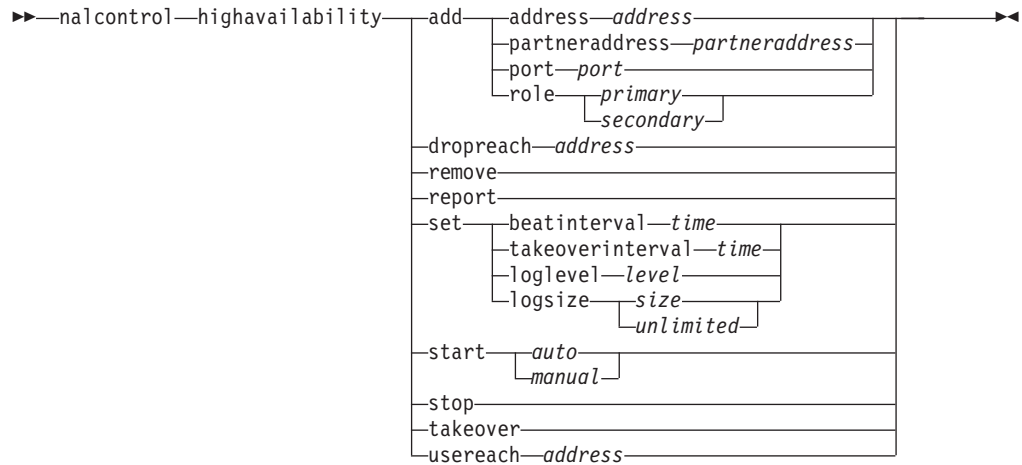 nalcontrol highavailability add address address
partneraddress partneraddress
port port
role primary
secondary
dropreach address
remove
report
set beatinterval time
takeoverinterval time
loglevel level
logsize size
unlimited
start auto
manual
stop
takeover
usereach address